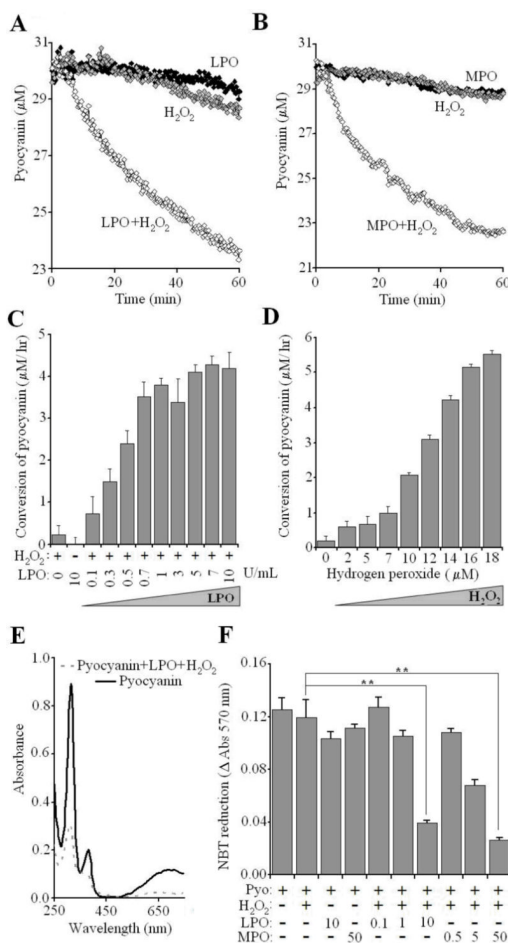 A
Pyocyanin (µM)
31
29
27
25
23
LPO
H₂O₂
LPO+H₂O₂
0 20 40 60
Time (min)
B
Pyocyanin (µM)
31
29
27
25
23
21
MPO
H₂O₂
MPO+H₂O₂
0 10 20 30 40 50 60
Time (min)
C
Conversion of pyocyanin (µM/hr)
5
4
3
2
1
0
H₂O₂: + - + + + + + + + + +
LPO: 0 10 0.1 0.3 0.5 0.7 1 3 5 7 10 U/mL
LPO
D
Conversion of pyocyanin (µM/hr)
6
5
4
3
2
1
0
0 2 5 7 10 12 14 16 18
Hydrogen peroxide (µM)
H₂O₂
E
Pyocyanin+LPO+H₂O₂
Pyocyanin
Absorbance
1.0
0.8
0.6
0.4
0.2
0.0
250 450 650
Wavelength (nm)
F
NBT reduction (Δ Abs 570 nm)
0.16
0.12
0.08
0.04
0.00
**
**
Pyo: + + + + + + + + + +
H₂O₂: - + - - + + + + + +
LPO: - - 10 - 0.1 1 10 - - -
MPO: - - - 50 - - - 0.5 5 50